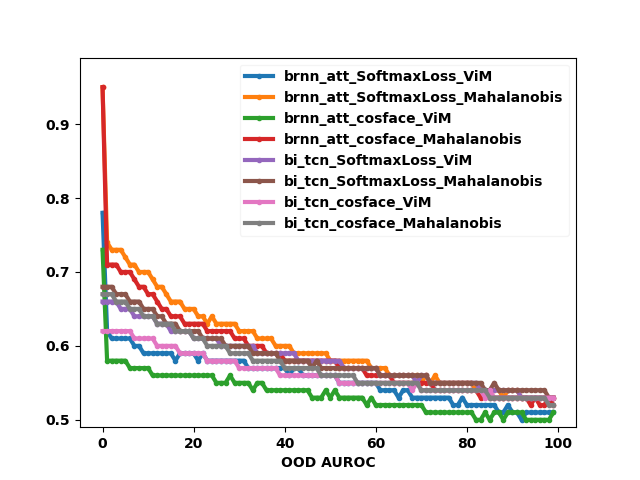 brnn_att_SoftmaxLoss_ViM
brnn_att_SoftmaxLoss_Mahalanobis
brnn_att_cosface_ViM
brnn_att_cosface_Mahalanobis
bi_tcn_SoftmaxLoss_ViM
bi_tcn_SoftmaxLoss_Mahalanobis
bi_tcn_cosface_ViM
bi_tcn_cosface_Mahalanobis
0.9
0.8
0.7
0.6
0.5
0 20 40 60 80 100
OOD AUROC